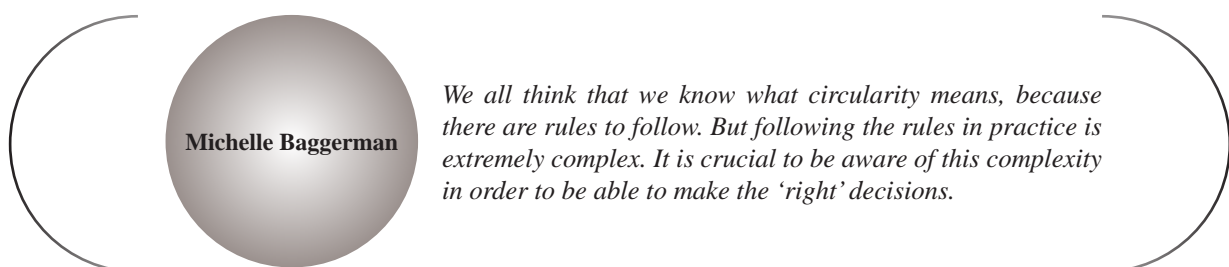 Michelle Baggerman
We all think that we know what circularity means, because
there are rules to follow. But following the rules in practice is
extremely complex. It is crucial to be aware of this complexity
in order to be able to make the ‘right’ decisions.